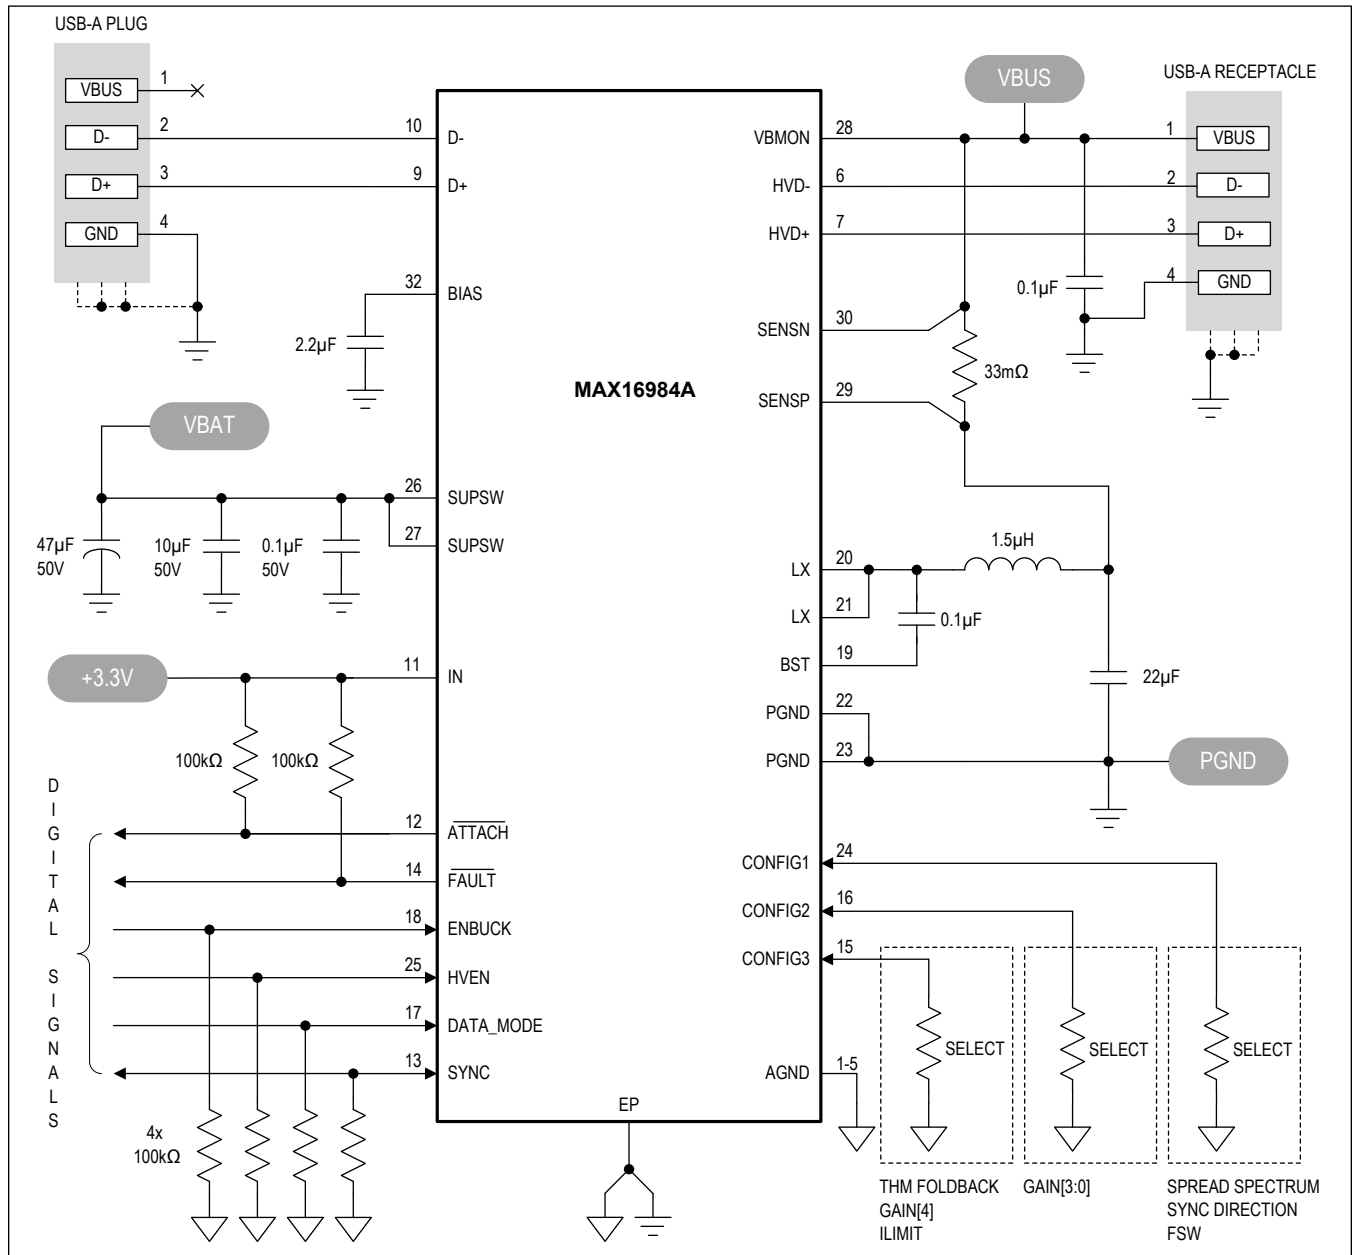 USB-A PLUG
VBUS
1
D-
2
D+
3
GND
4
10
D-
9
D+
32
BIAS
2.2µF
VBAT
26
SUPSW
27
SUPSW
47µF
50V
10µF
50V
0.1µF
50V
+3.3V
11
IN
100kΩ
100kΩ
DIGITAL SIGNALS
12
ATTACH
14
FAULT
18
ENBUCK
25
HVEN
17
DATA_MODE
13
SYNC
4x
100kΩ
EP
MAX16984A
VBUS
USB-A RECEPTACLE
VBMON
28
1
VBUS
HVD-
6
2
D-
HVD+
7
3
D+
4
GND
0.1µF
SENSN
30
33mΩ
SENSP
29
1.5µH
LX
20
LX
21
0.1µF
BST
19
22µF
PGND
22
PGND
23
PGND
CONFIG1
24
CONFIG2
16
CONFIG3
15
SELECT
SELECT
SELECT
AGND
1-5
THM FOLDBACK
GAIN[4]
ILIMIT
GAIN[3:0]
SPREAD SPECTRUM
SYNC DIRECTION
FSW